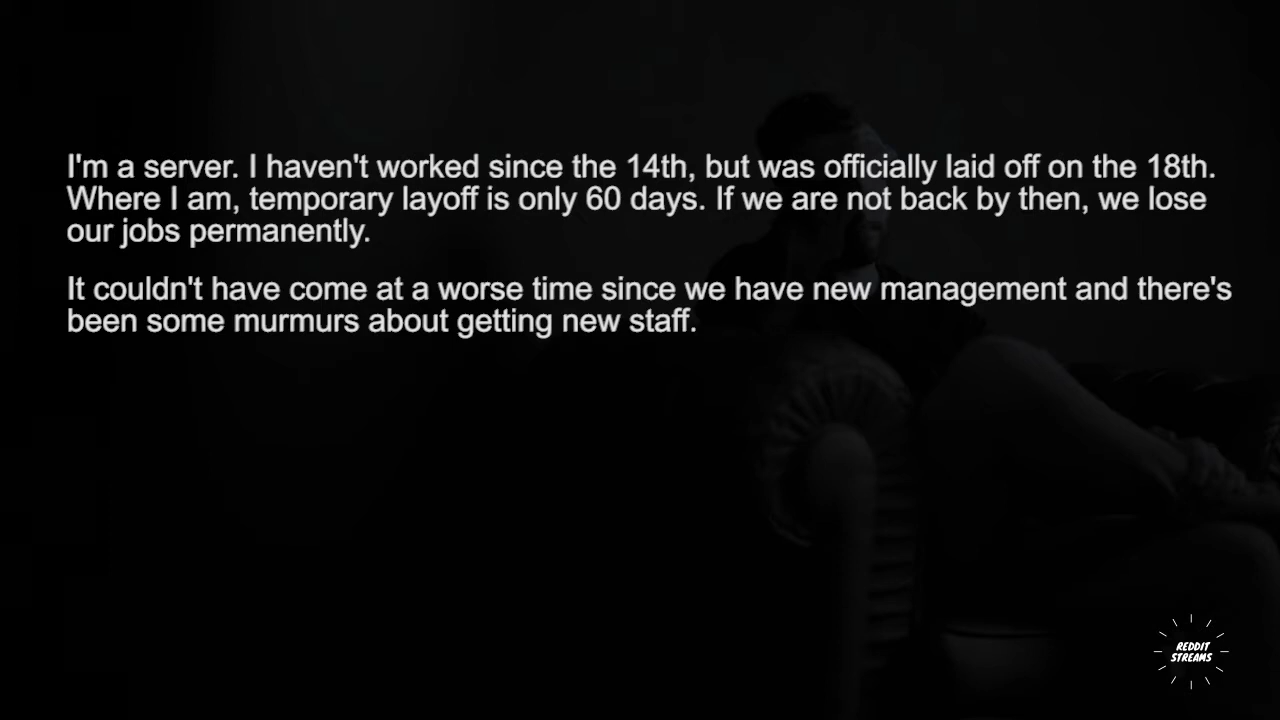 I'm a server. I haven't worked since the 14th, but was officially laid off on the 18th.
Where I am, temporary layoff is only 60 days. If we are not back by then, we lose
our jobs permanently.
It couldn't have come at a worse time since we have new management and there's
been some murmurs about getting new staff.
REDDIT
STREAMS